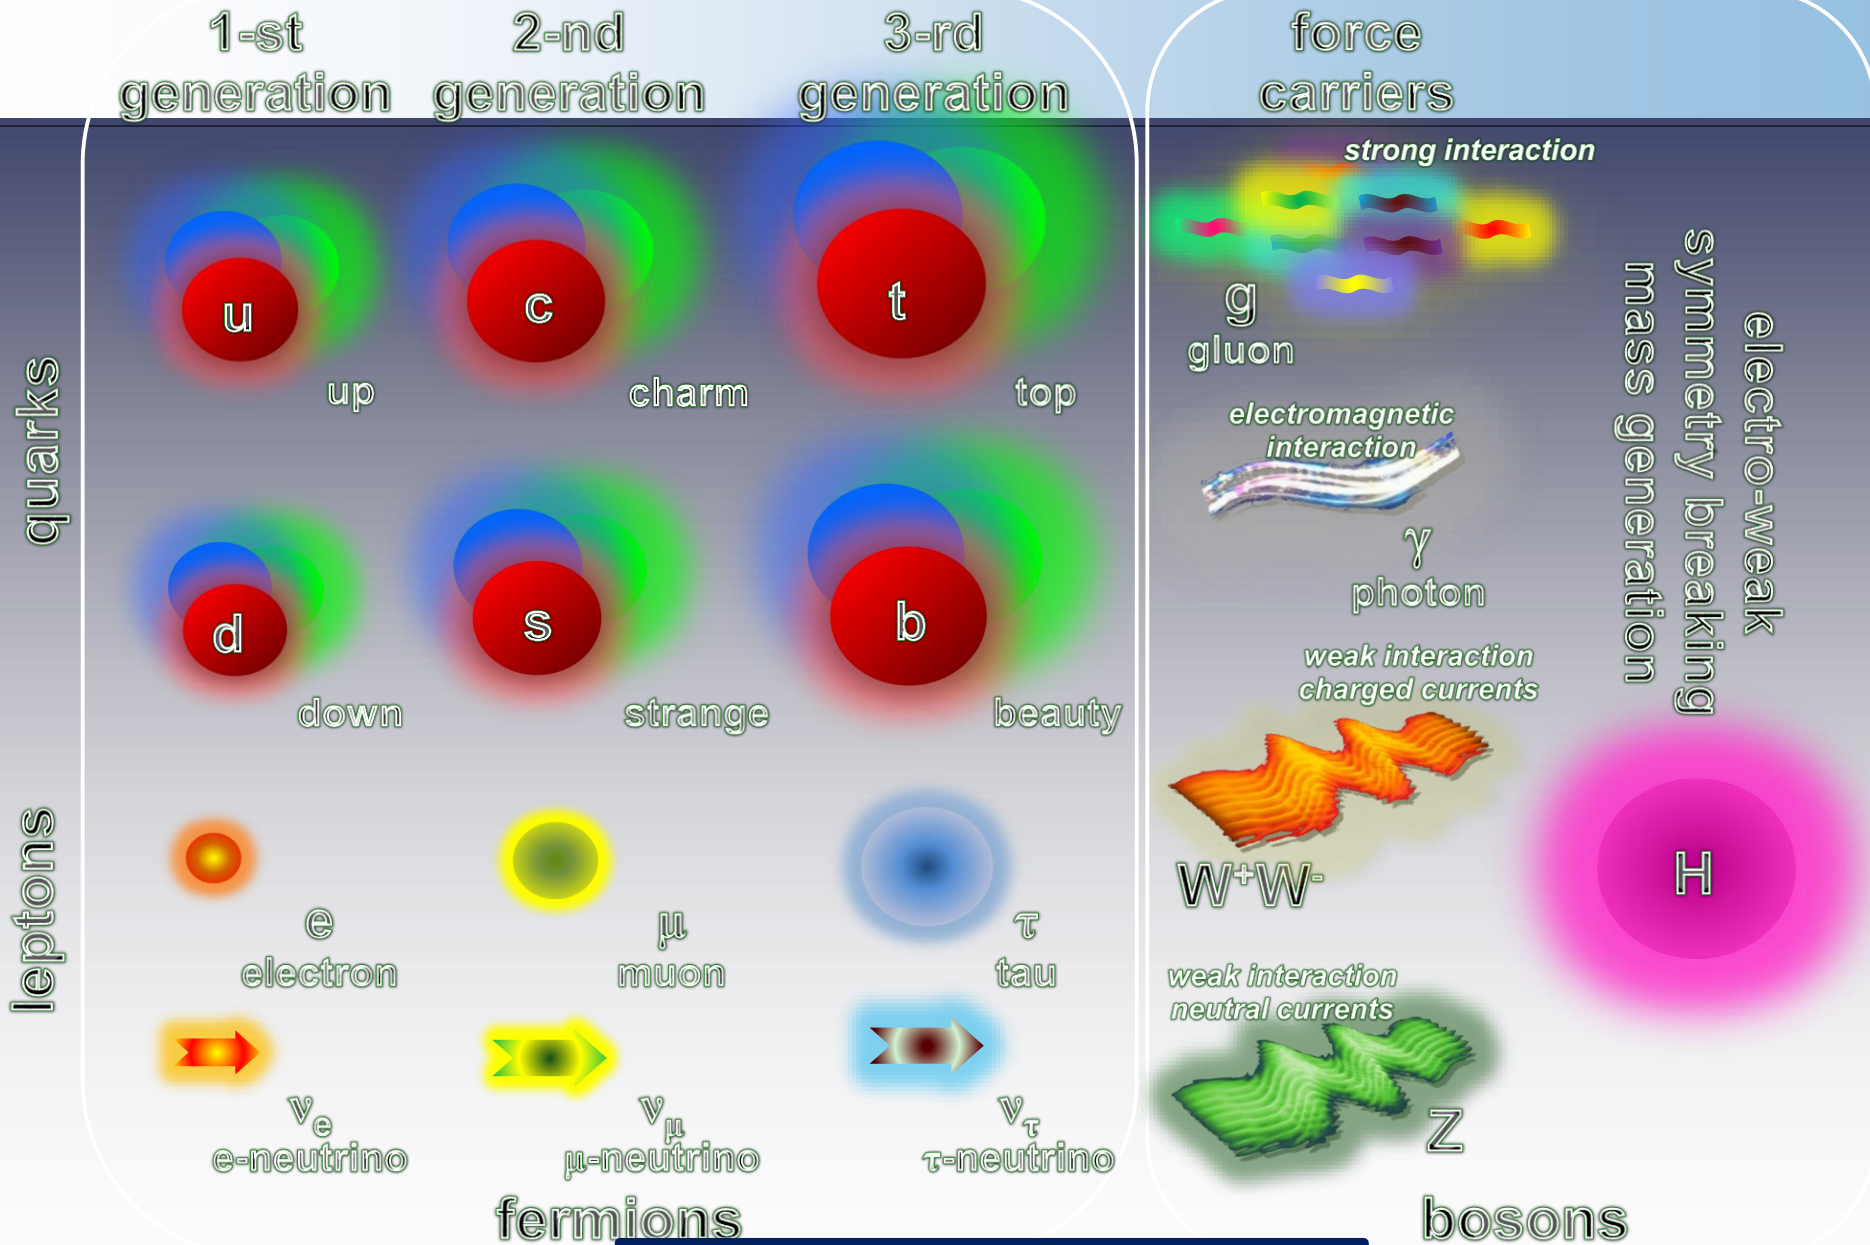 1-st
generation
2-nd
generation
3-rd
generation
force
carriers
quarks
u
up
c
charm
t
top
d
down
s
strange
b
beauty
leptons
e
electron
μ
muon
τ
tau
νe
e-neutrino
νμ
μ-neutrino
ντ
τ-neutrino
fermions
strong interaction
g
gluon
electromagnetic
interaction
γ
photon
weak interaction
charged currents
W+W-
weak interaction
neutral currents
Z
electro-weak
symmetry breaking
mass generation
H
bosons